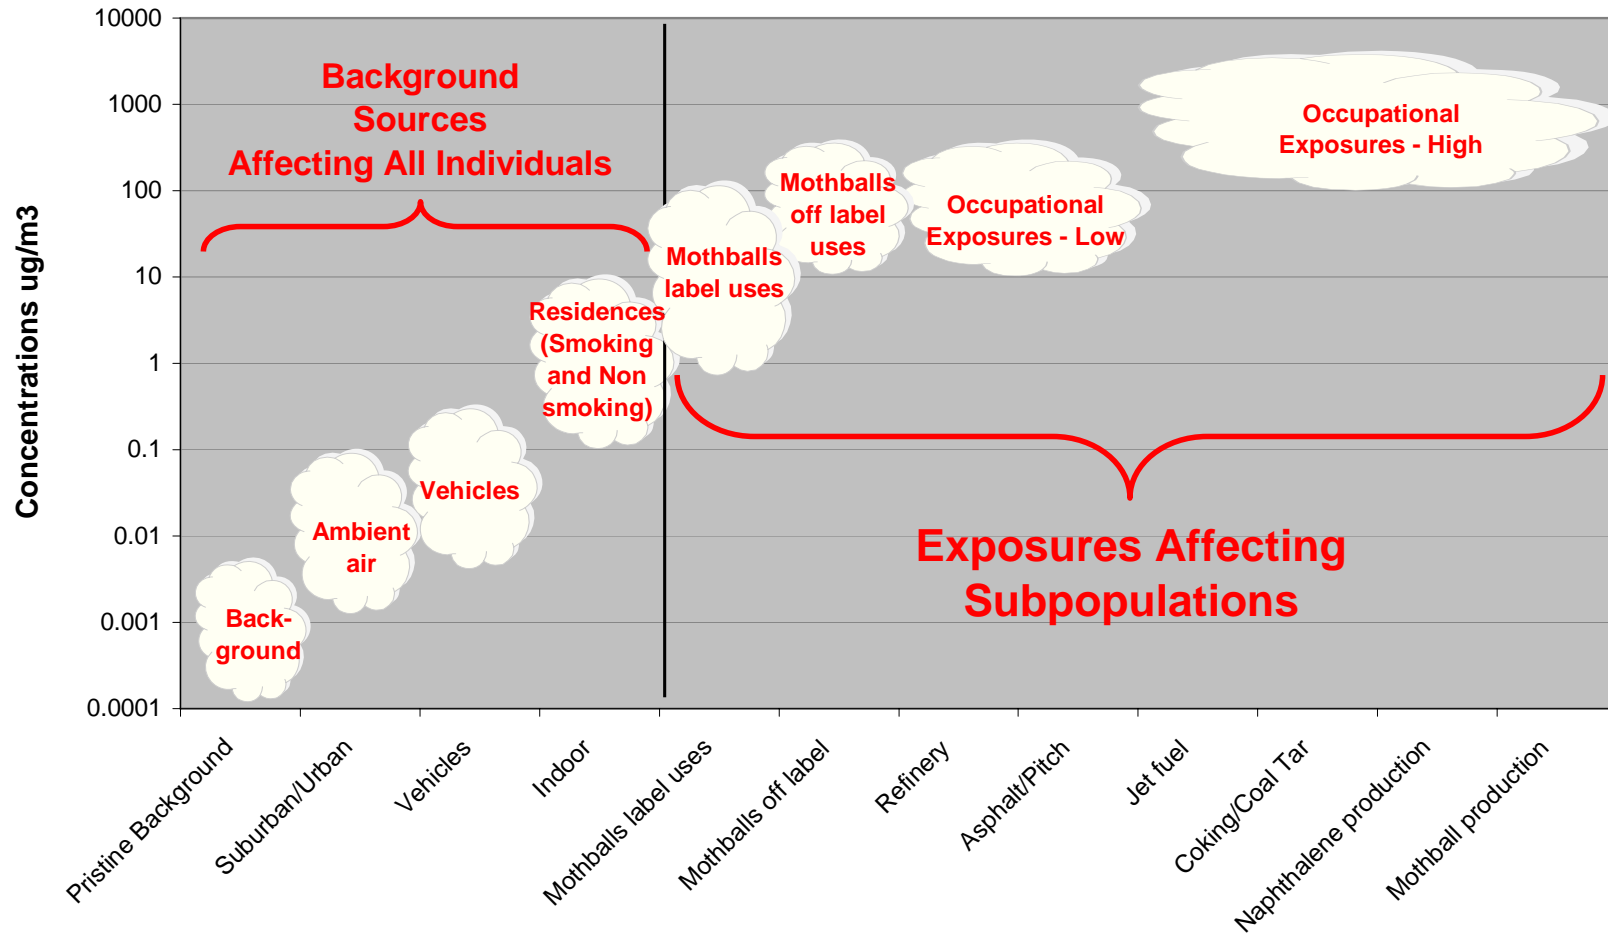 10000
1000
100
10
1
0.1
0.01
0.001
0.0001
Concentrations ug/m3
Background
Sources
Affecting All Individuals
Back-
ground
Ambient
air
Vehicles
Residences
(Smoking
and Non
smoking)
Mothballs
label uses
Mothballs
off label
uses
Occupational
Exposures - Low
Occupational
Exposures - High
Exposures Affecting
Subpopulations
Pristine Background
Suburban/Urban
Vehicles
Indoor
Mothballs label uses
Mothballs off label
Refinery
Asphalt/Pitch
Jet fuel
Coking/Coal Tar
Naphthalene production
Mothball production